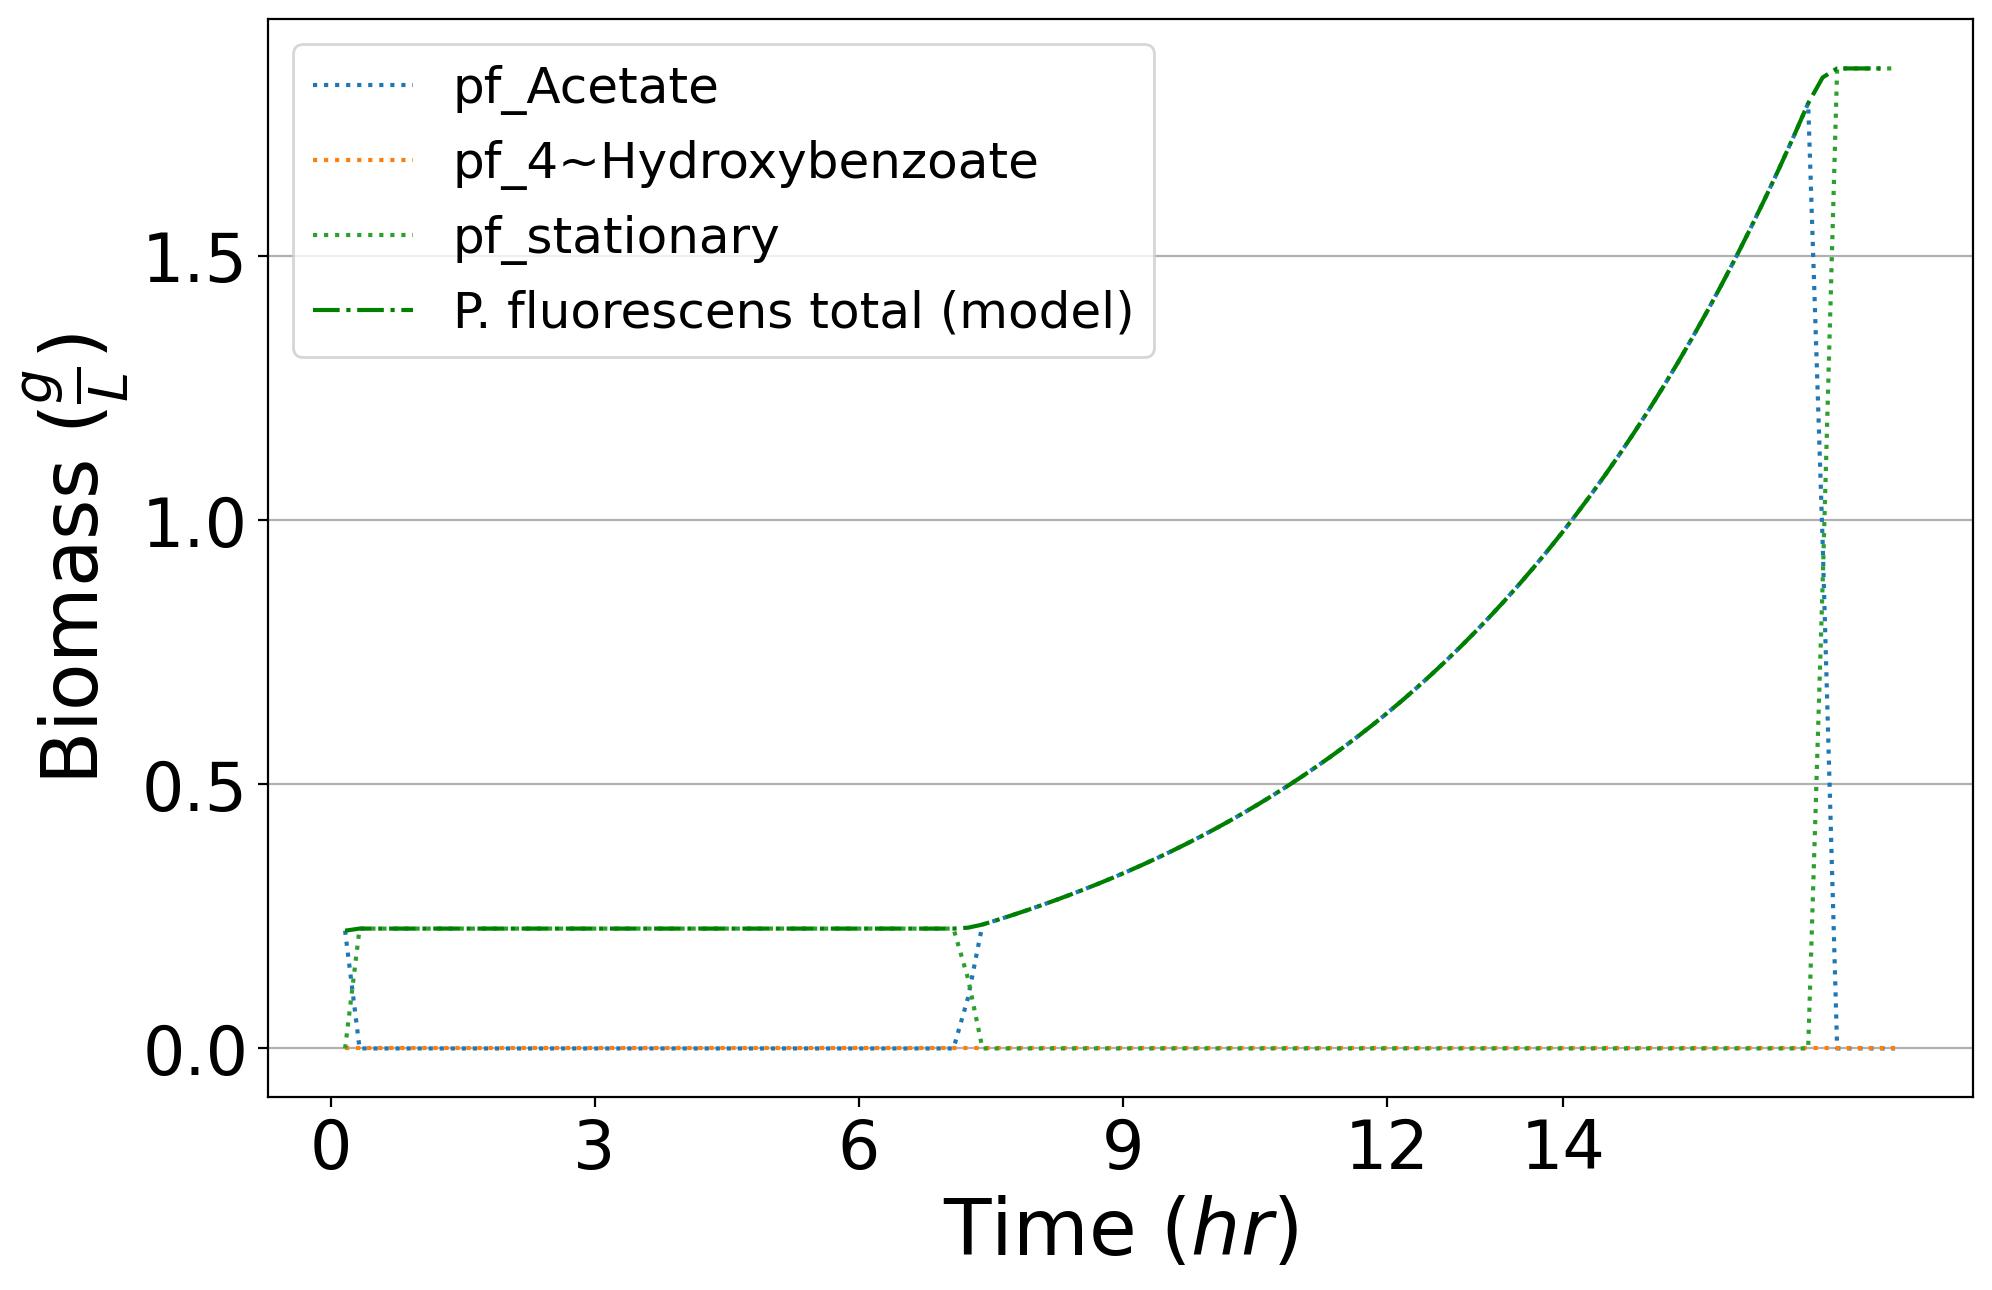 pf_Acetate
pf_4~Hydroxybenzoate
pf_stationary
P. fluorescens total (model)
1.5
1.0
0.5
0.0
Biomass (g/L)
0 3 6 9 12 14
Time (hr)